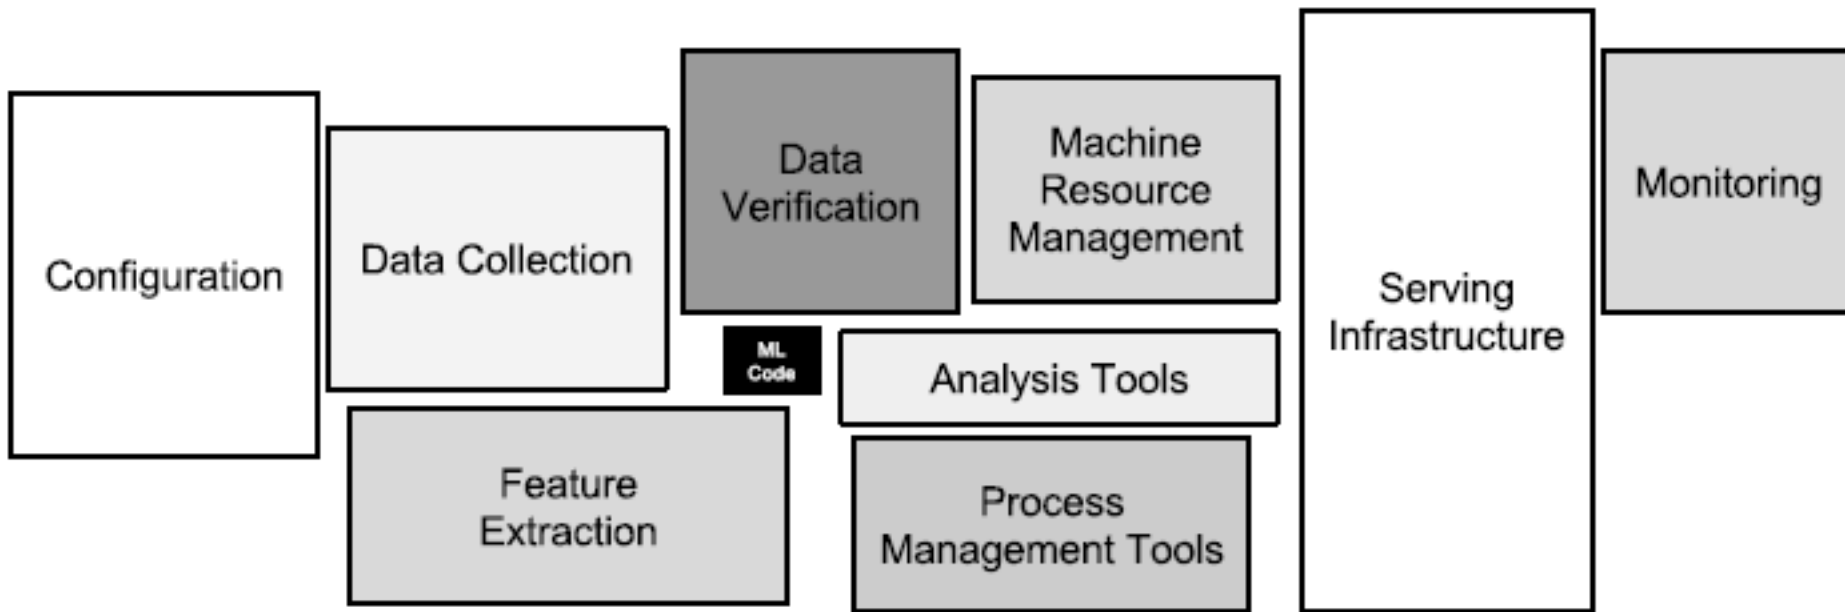 Configuration
Data Collection
Feature
Extraction
Data
Verification
ML
Code
Machine
Resource
Management
Analysis Tools
Process
Management Tools
Serving
Infrastructure
Monitoring